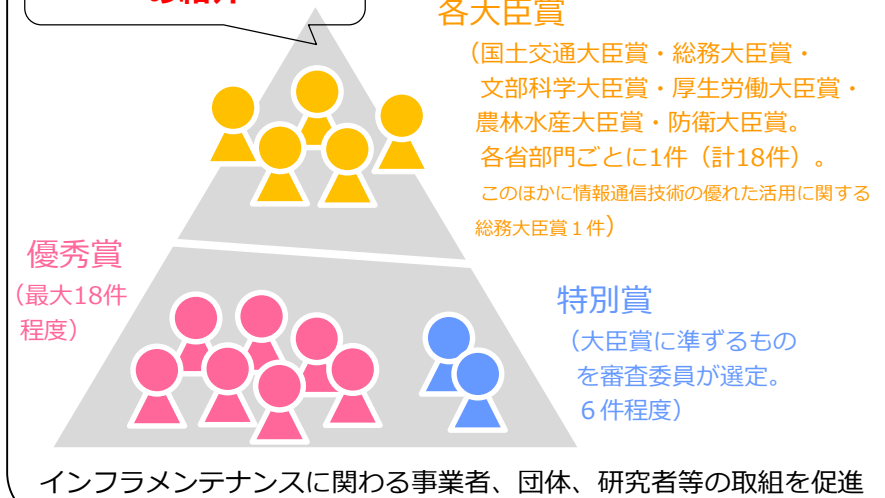 の紹介
各大臣賞
（国土交通大臣賞・総務大臣賞・
文部科学大臣賞・厚生労働大臣賞・
農林水産大臣賞・防衛大臣賞。
各省部門ごとに1件（計18件）。
このほかに情報通信技術の優れた活用に関する
総務大臣賞１件）
優秀賞
（最大18件
程度）
特別賞
（大臣賞に準ずるもの
を審査委員が選定。
６件程度）
インフラメンテナンスに関わる事業者、団体、研究者等の取組を促進